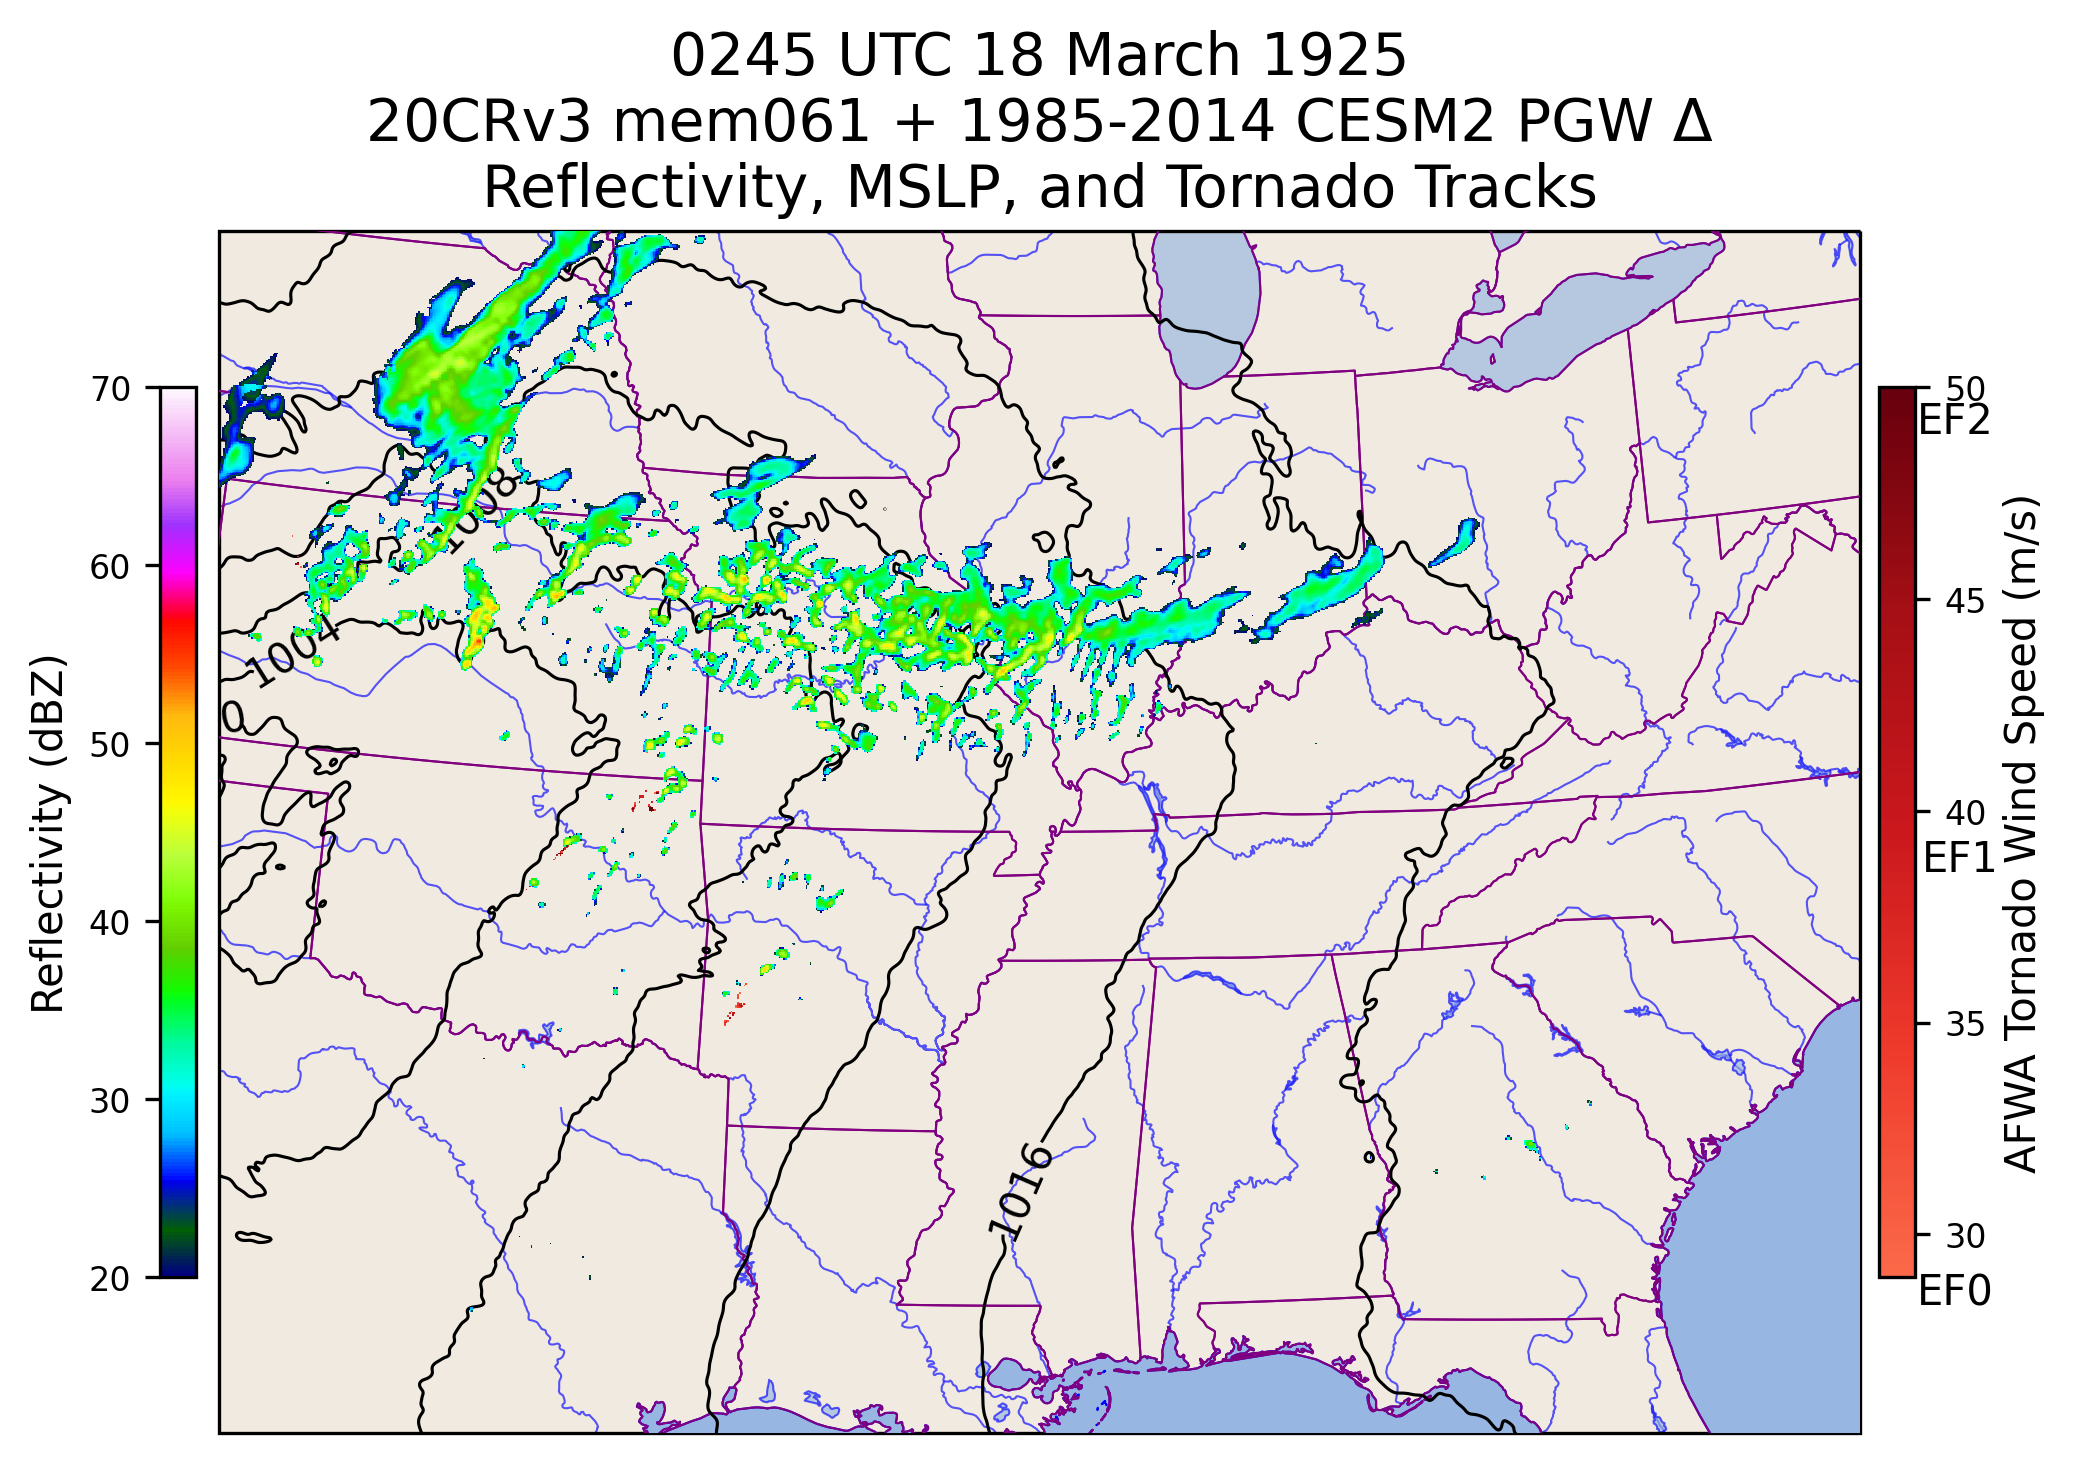 0245 UTC 18 March 1925
20CRv3 mem061 + 1985-2014 CESM2 PGW Δ
Reflectivity, MSLP, and Tornado Tracks
70
60
50
40
30
20
Reflectivity (dBZ)
1008
1004
0
1016
50
EF2
45
40
EF1
35
30
EF0
AFWA Tornado Wind Speed (m/s)